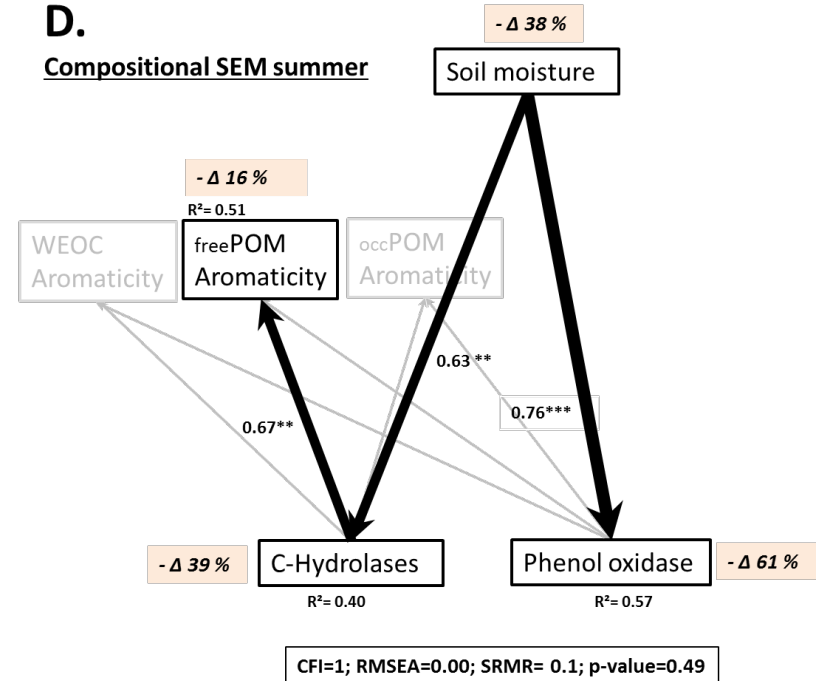 D.
Compositional SEM summer
- Δ 38 %
Soil moisture
- Δ 16 %
R²= 0.51
WEOC
Aromaticity
freePOM
Aromaticity
occPOM
Aromaticity
0.63 **
0.76***
0.67**
- Δ 39 %
C-Hydrolases
R²= 0.40
Phenol oxidase
- Δ 61 %
R²= 0.57
CFI=1; RMSEA=0.00; SRMR= 0.1; p-value=0.49